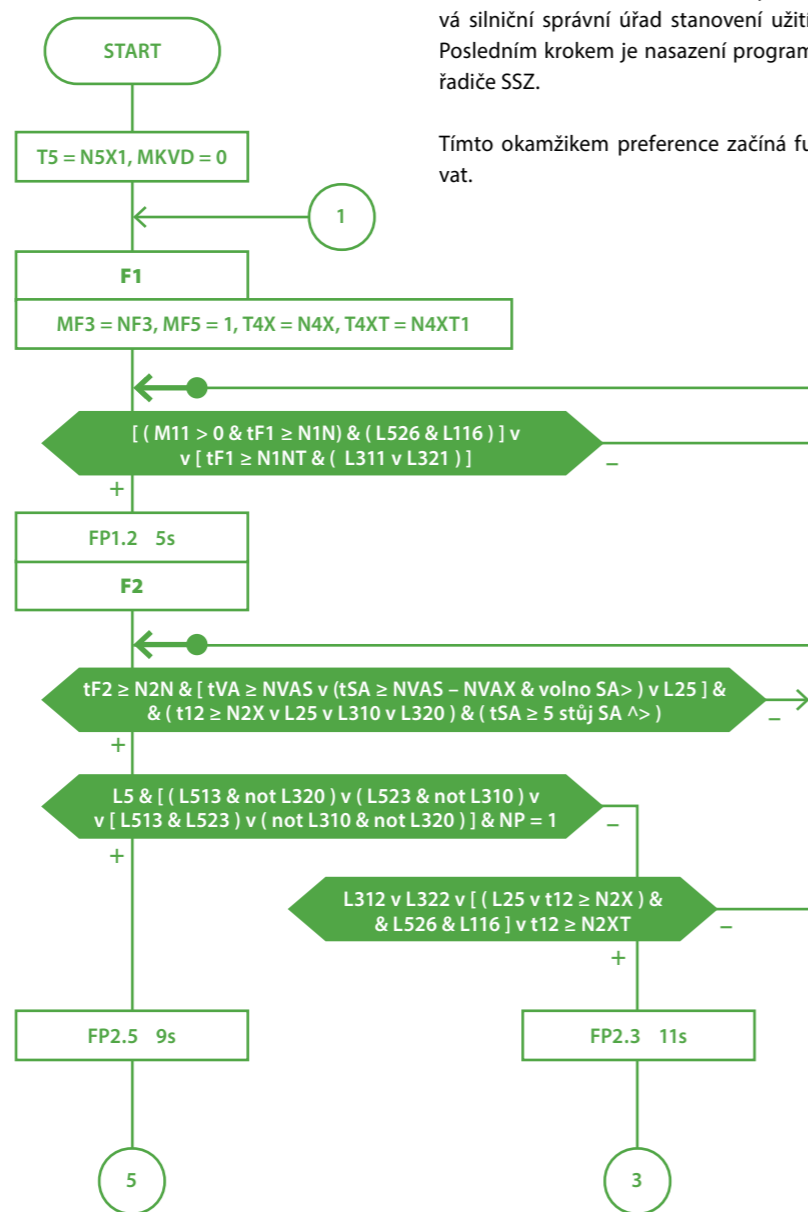 vá silniční správní úřad stanovení užití
Posledním krokem je nasazení program
řadiče SSZ.
Tímto okamžikem preference začíná fu
vat.
START
T5 = N5X1, MKVD = 0
1
F1
MF3 = NF3, MF5 = 1, T4X = N4X, T4XT = N4XT1
[ ( M11 > 0 & tF1 ≥ N1N) & ( L526 & L116 ) ] v
v [ tF1 ≥ N1NT & ( L311 v L321 ) ]
–
+
FP1.2 5s
F2
tF2 ≥ N2N & [ tVA ≥ NVAS v (tSA ≥ NVAS – NVAX & volno SA> ) v L25 ] &
& ( t12 ≥ N2X v L25 v L310 v L320 ) & ( tSA ≥ 5 stůj SA ^> )
–
+
L5 & [ ( L513 & not L320 ) v ( L523 & not L310 ) v
v [ L513 & L523 ) v ( not L310 & not L320 ) ] & NP = 1
–
+
L312 v L322 v [ ( L25 v t12 ≥ N2X ) &
& L526 & L116 ] v t12 ≥ N2XT
–
+
FP2.5 9s
FP2.3 11s
5
3